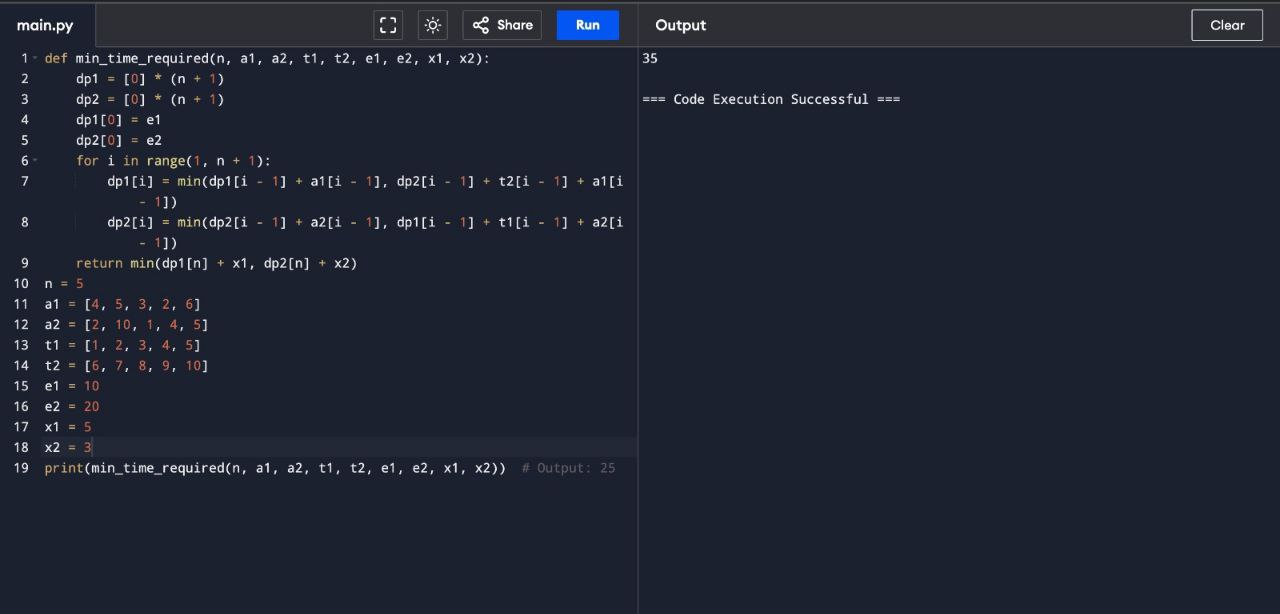 main.py Share Run Output Clear
1 def min_time_required(n, a1, a2, t1, t2, e1, e2, x1, x2):
2 dp1 = [0] * (n + 1)
3 dp2 = [0] * (n + 1)
4 dp1[0] = e1
5 dp2[0] = e2
6 for i in range(1, n + 1):
7 dp1[i] = min(dp1[i - 1] + a1[i - 1], dp2[i - 1] + t2[i - 1] + a1[i
- 1])
8 dp2[i] = min(dp2[i - 1] + a2[i - 1], dp1[i - 1] + t1[i - 1] + a2[i
- 1])
9 return min(dp1[n] + x1, dp2[n] + x2)
10 n = 5
11 a1 = [4, 5, 3, 2, 6]
12 a2 = [2, 10, 1, 4, 5]
13 t1 = [1, 2, 3, 4, 5]
14 t2 = [6, 7, 8, 9, 10]
15 e1 = 10
16 e2 = 20
17 x1 = 5
18 x2 = 3
19 print(min_time_required(n, a1, a2, t1, t2, e1, e2, x1, x2)) # Output: 25
35
=== Code Execution Successful ===